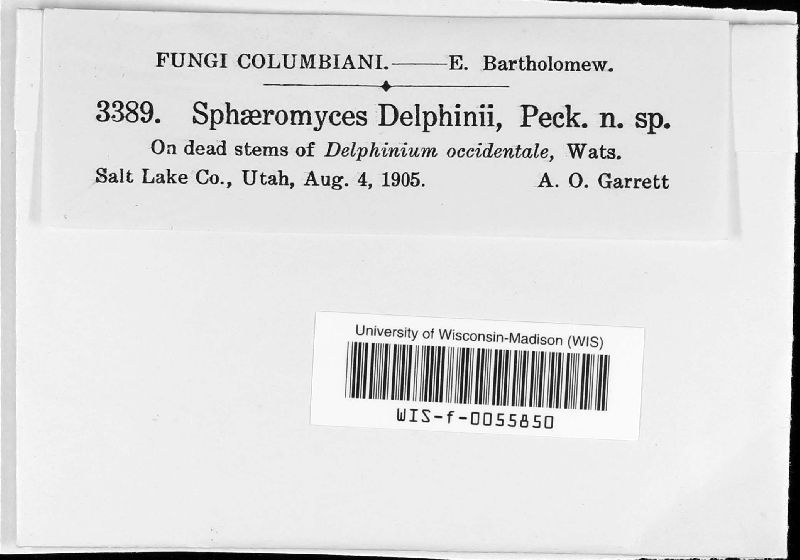 FUNGI COLUMBIANI.——E. Bartholomew.
3389. Sphæromyces Delphinii, Peck. n. sp.
On dead stems of Delphinium occidentale, Wats.
Salt Lake Co., Utah, Aug. 4, 1905. A. O. Garrett
University of Wisconsin-Madison (WIS)
WIS-f-0055850